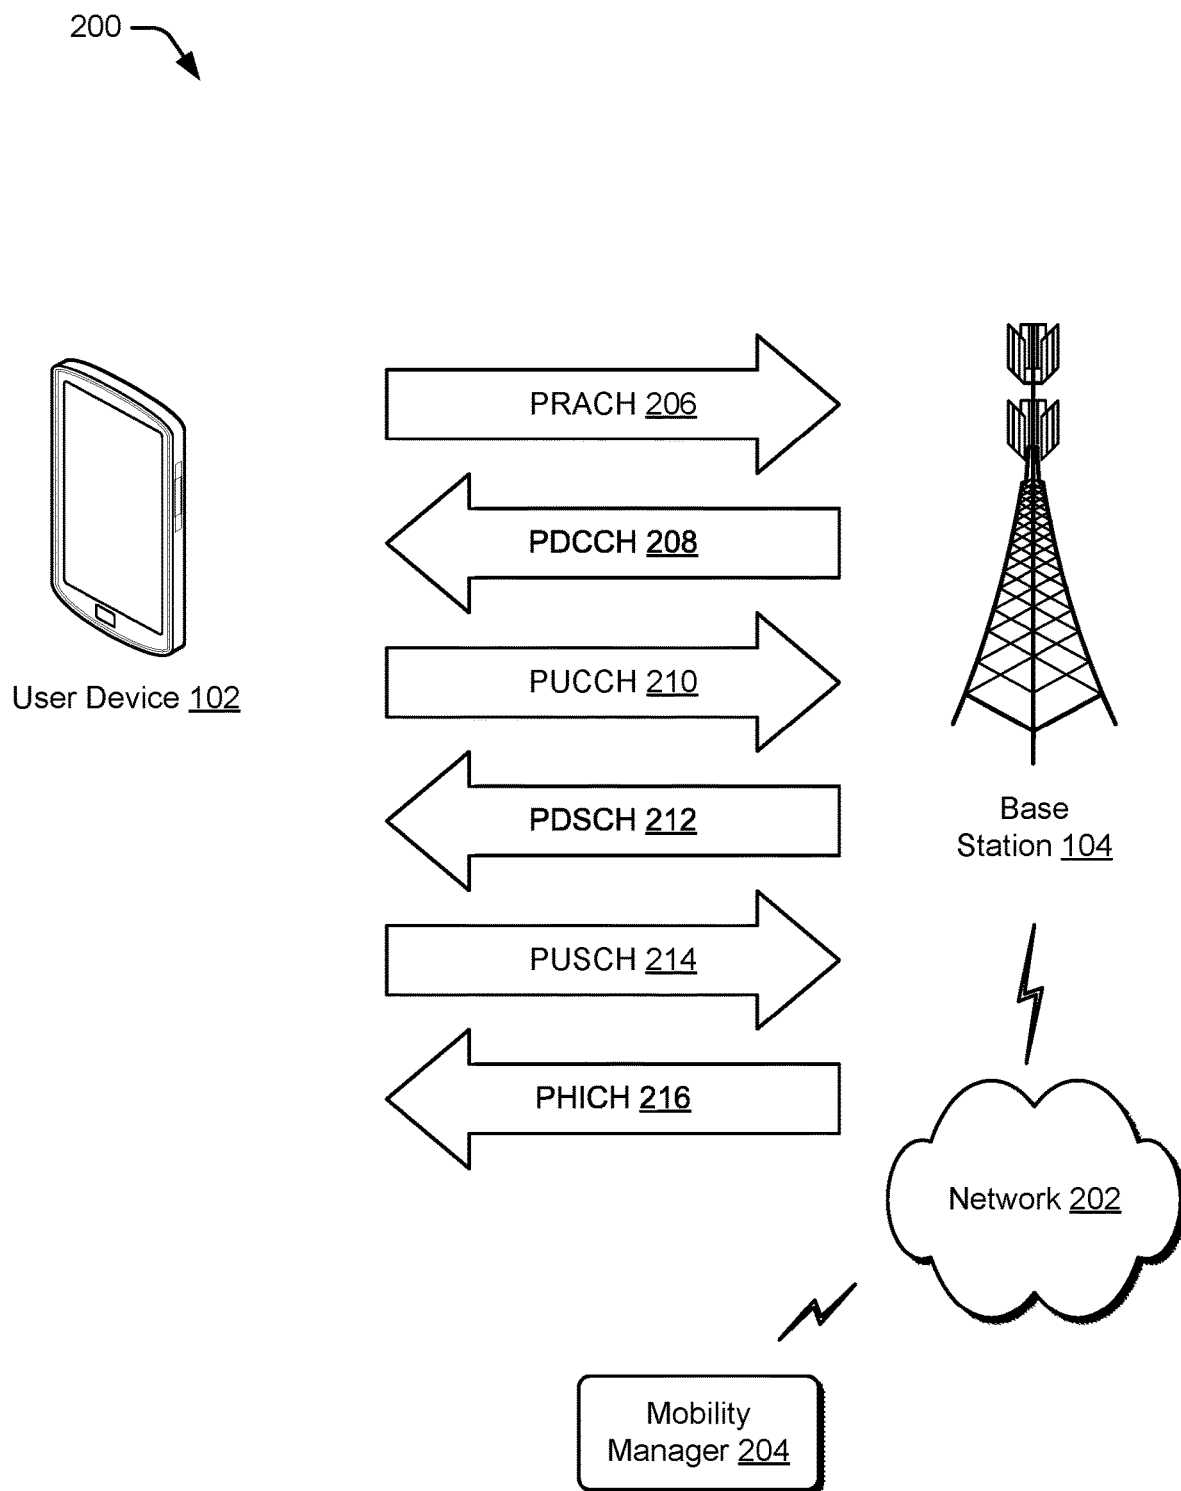 200
PRACH 206
PDCCH 208
PUCCH 210
User Device 102
PDSCH 212
Base
Station 104
PUSCH 214
PHICH 216
Network 202
Mobility
Manager 204